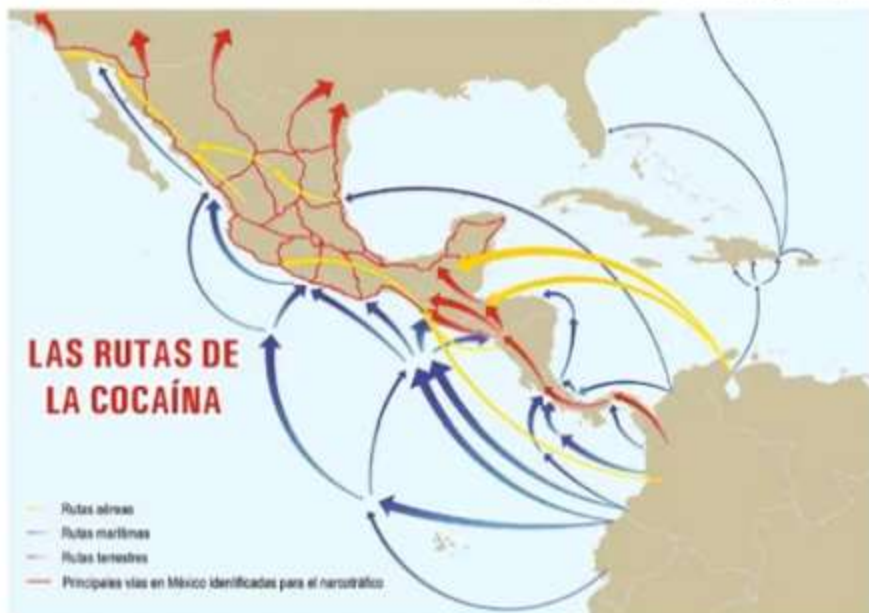 LAS RUTAS DE
LA COCAÍNA
Rutas aéreas
Rutas marítimas
Rutas terrestres
Principales vías en México identificadas para el narcotráfico